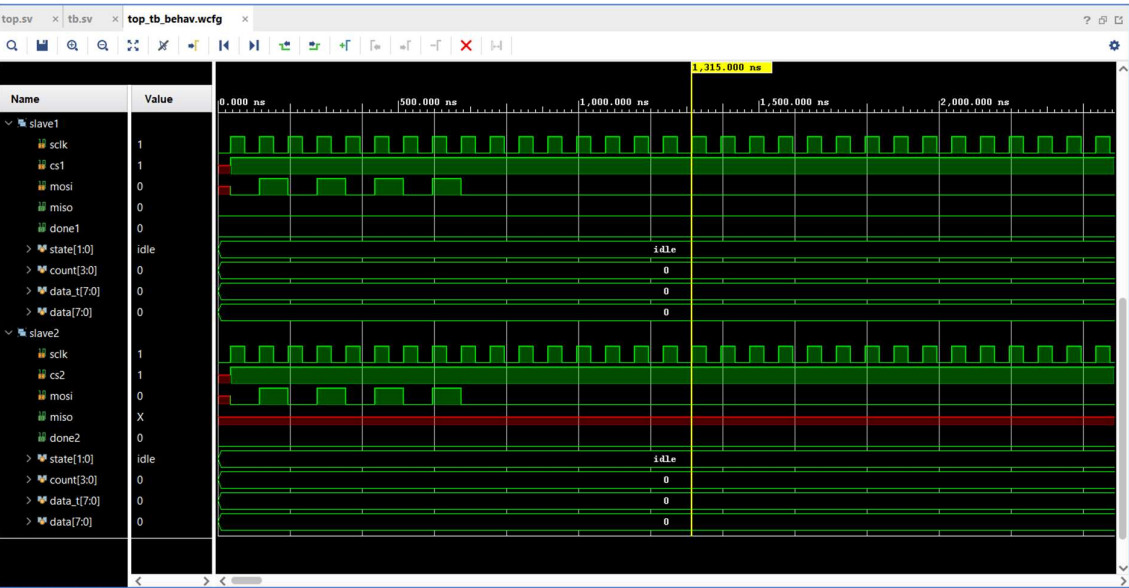 top.sv × tb.sv × top_tb_behav.wcfg ×
1,315.000 ns
Name Value 0.000 ns 500.000 ns 1,000.000 ns 1,500.000 ns 2,000.000 ns
slave1
sclk 1
cs1 1
mosi 0
miso 0
done1 0
state[1:0] idle idle
count[3:0] 0 0
data_t[7:0] 0 0
data[7:0] 0 0
slave2
sclk 1
cs2 1
mosi 0
miso X
done2 0
state[1:0] idle idle
count[3:0] 0 0
data_t[7:0] 0 0
data[7:0] 0 0